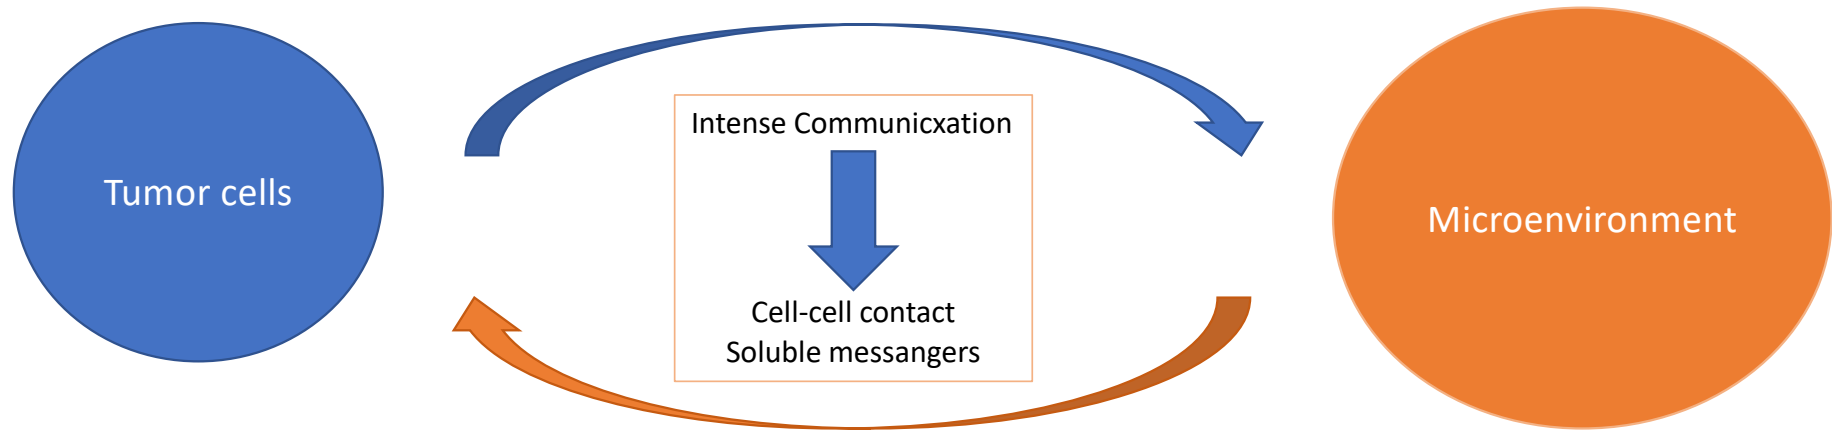 Tumor cells
Intense Communicxation
Cell-cell contact
Soluble messangers
Microenvironment